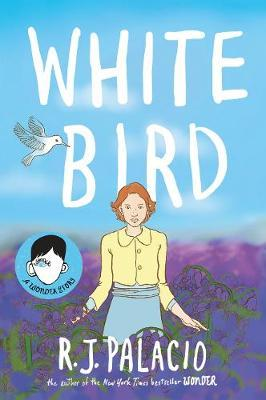 WHITE
BIRD
A WONDER STORY
R.J. PALACIO
the author of the New York Times bestseller WONDER